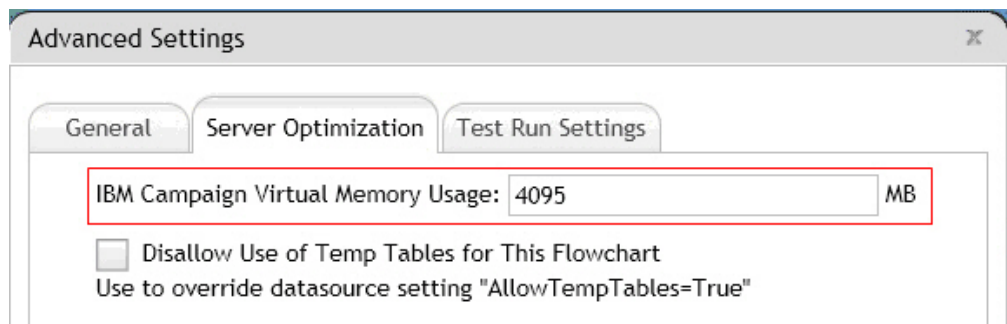 Advanced Settings x
General Server Optimization Test Run Settings
IBM Campaign Virtual Memory Usage: 4095 MB
Disallow Use of Temp Tables for This Flowchart
Use to override datasource setting "AllowTempTables=True"